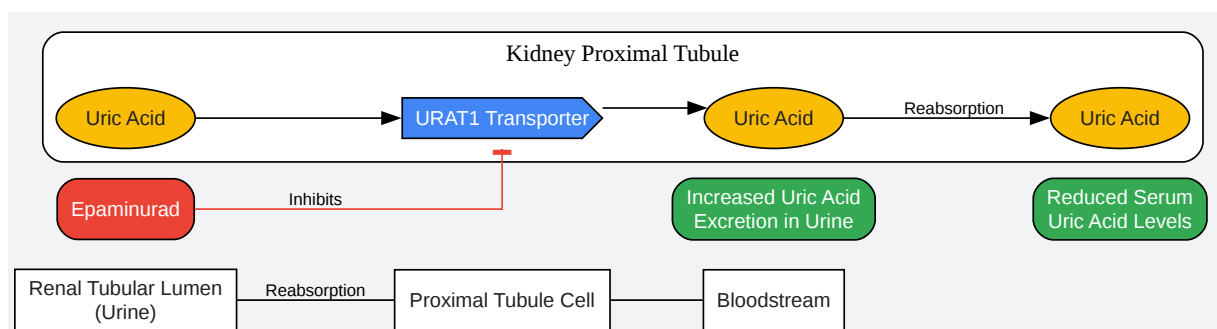 Kidney Proximal Tubule
Uric Acid
URAT1 Transporter
Uric Acid
Reabsorption
Uric Acid
Epaminurad
Inhibits
Increased Uric Acid
Excretion in Urine
Reduced Serum
Uric Acid Levels
Renal Tubular Lumen
(Urine)
Reabsorption
Proximal Tubule Cell
Bloodstream